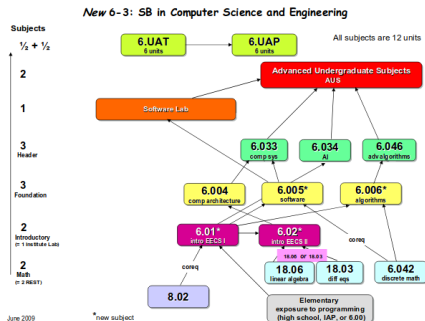 New 6-3: SB in Computer Science and Engineering
Subjects
½ + ½
6.UAT
6 units
6.UAP
6 units
All subjects are 12 units
2
Advanced Undergraduate Subjects
AUS
1
Software Lab
3
Header
6.033
comp sys
6.034
AI
6.046
adv algorithms
3
Foundation
6.004
comp architecture
6.005*
software
6.006*
algorithms
2
Introductory
(= 1 Institute Lab)
6.01*
intro EECS I
6.02*
intro EECS II
coreq
18.06 or 18.03
2
Math
(= 2 REST)
coreq
18.06
linear algebra
18.03
diff eqs
6.042
discrete math
8.02
Elementary
exposure to programming
(high school, IAP, or 6.00)
June 2009
*new subject